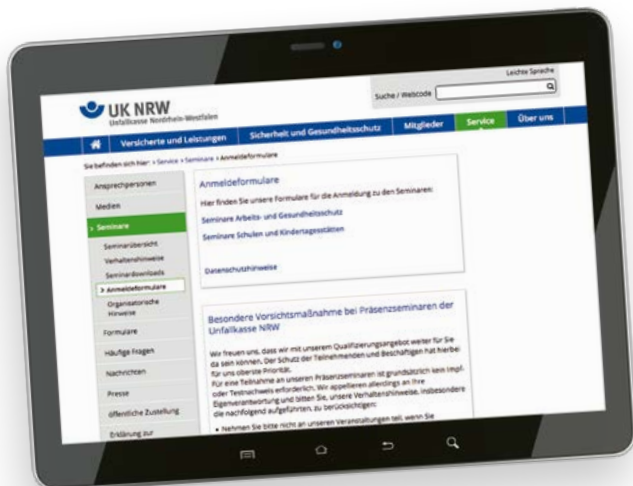 Leichte Sprache
UK NRW
Unfallkasse Nordrhein-Westfalen
Suche / Webcode
Versicherte und Leistungen
Sicherheit und Gesundheitsschutz
Mitglieder
Service
Über uns
Sie befinden sich hier: › Service › Seminare › Anmeldeformulare
Ansprechpersonen
Medien
› Seminare
Seminarübersicht
Verhaltenshinweise
Seminardownloads
› Anmeldeformulare
Organisatorische
Hinweise
Formulare
Häufige Fragen
Nachrichten
Presse
öffentliche Zustellung
Erklärung zur
Anmeldeformulare
Hier finden Sie unsere Formulare für die Anmeldung zu den Seminaren:
Seminare Arbeits- und Gesundheitsschutz
Seminare Schulen und Kindertagesstätten
Datenschutzhinweise
Besondere Vorsichtsmaßnahme bei Präsenzseminaren der
Unfallkasse NRW
Wir freuen uns, dass wir mit unserem Qualifizierungsangebot weiter für Sie
da sein können. Der Schutz der Teilnehmenden und Beschäftigten hat hierbei
für uns oberste Priorität.
Für eine Teilnahme an unseren Präsenzseminaren ist grundsätzlich kein Impf-
oder Testnachweis erforderlich. Wir appellieren allerdings an Ihre
Eigenverantwortung und bitten Sie, unsere Verhaltenshinweise, insbesondere
die nachfolgend aufgeführten, zu berücksichtigen:
• Nehmen Sie bitte nicht an unseren Veranstaltungen teil, wenn Sie